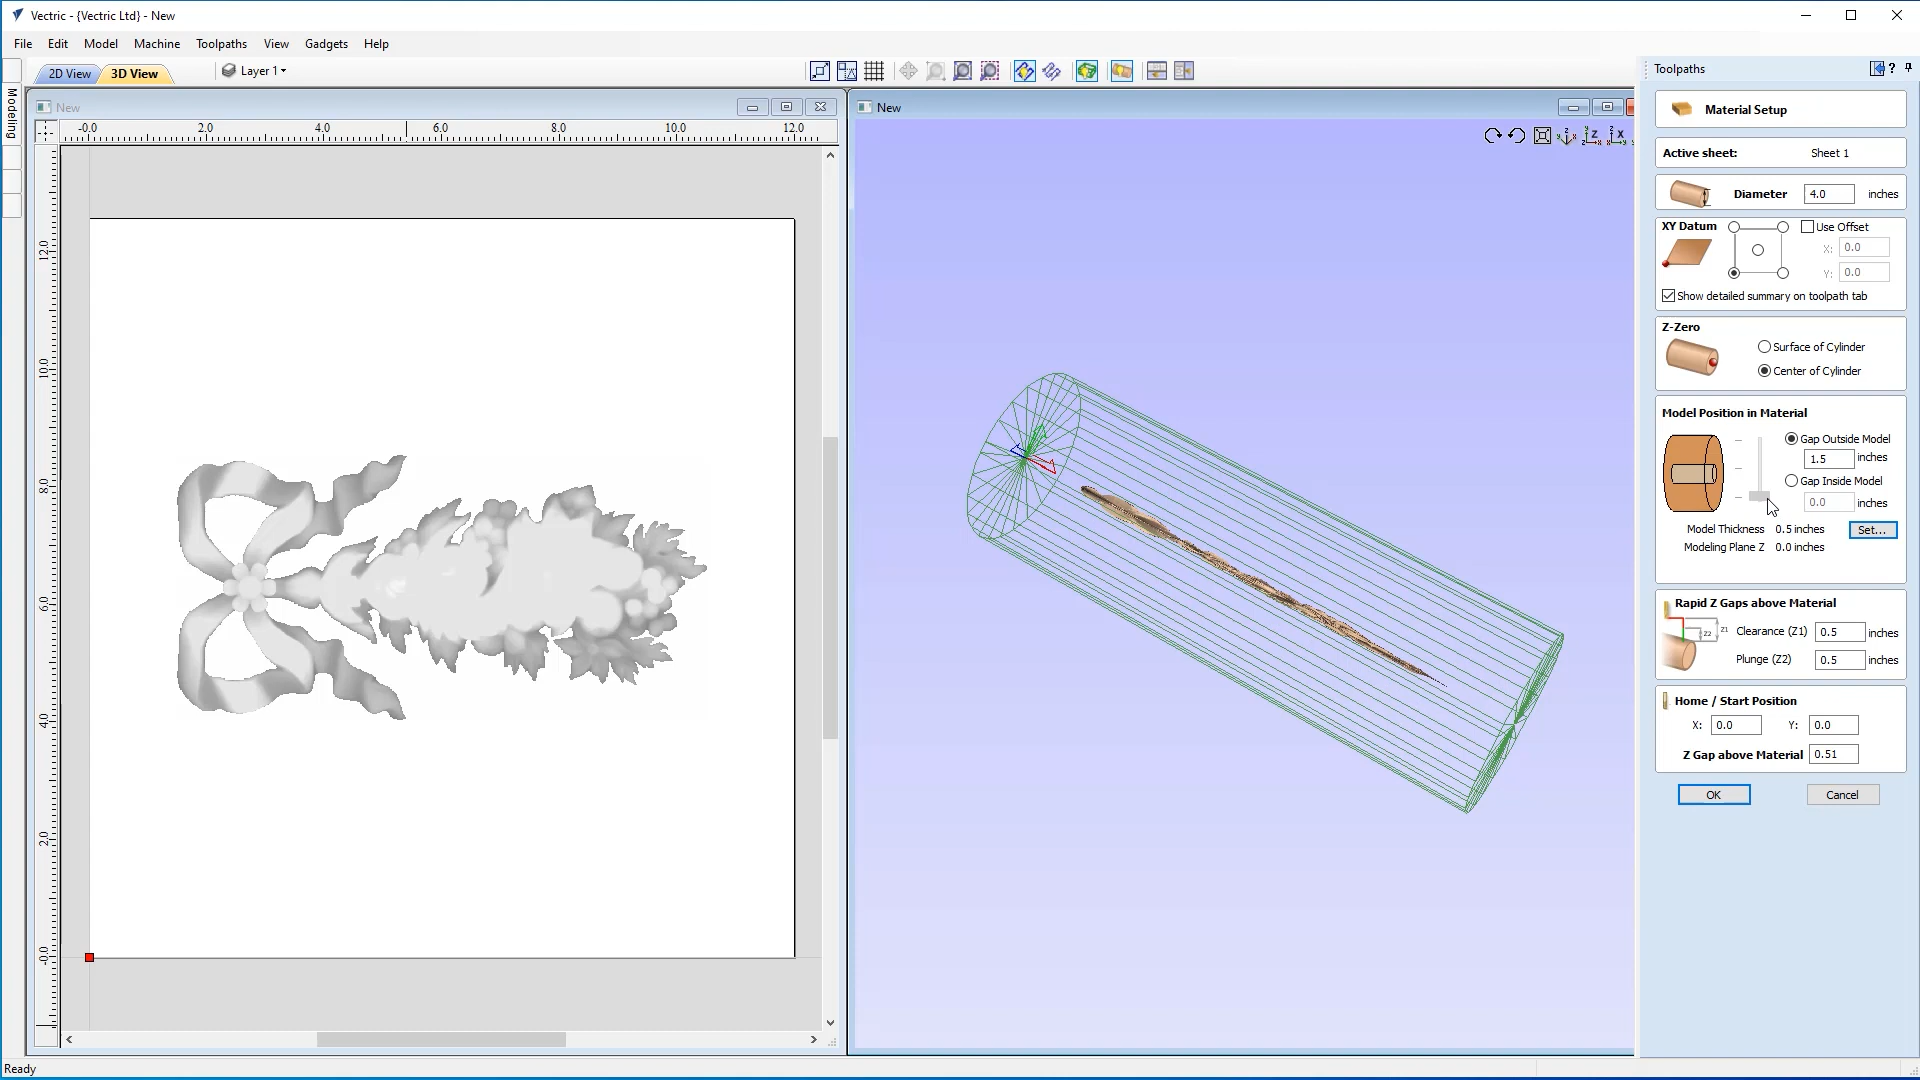 Vectric - {Vectric Ltd} - New
File Edit Model Machine Toolpaths View Gadgets Help
2D View 3D View Layer 1
Toolpaths ?
Modeling
New
New
-0.0 2.0 4.0 6.0 8.0 10.0 12.0
12.0
10.0
8.0
6.0
4.0
2.0
-0.0
Material Setup
Active sheet: Sheet 1
Diameter 4.0 inches
XY Datum Use Offset
X: 0.0
Y: 0.0
Show detailed summary on toolpath tab
Z-Zero
Surface of Cylinder
Center of Cylinder
Model Position in Material
Gap Outside Model
1.5 inches
Gap Inside Model
0.0 inches
Model Thickness 0.5 inches Set...
Modeling Plane Z 0.0 inches
Rapid Z Gaps above Material
Z2 Z1 Clearance (Z1) 0.5 inches
Plunge (Z2) 0.5 inches
Home / Start Position
X: 0.0 Y: 0.0
Z Gap above Material 0.51
OK Cancel
Ready